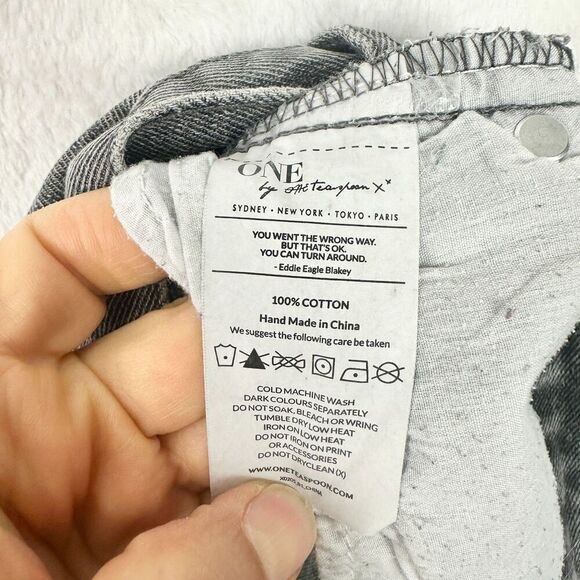 ONE
by One Teaspoon X
SYDNEY • NEW YORK • TOKYO • PARIS
YOU WENT THE WRONG WAY.
BUT THAT'S OK.
YOU CAN TURN AROUND.
- Eddie Eagle Blakey
100% COTTON
Hand Made in China
We suggest the following care be taken
COLD MACHINE WASH
DARK COLOURS SEPARATELY
DO NOT SOAK, BLEACH OR WRING
TUMBLE DRY LOW HEAT
IRON ON LOW HEAT
DO NOT IRON ON PRINT
OR ACCESSORIES
DO NOT DRYCLEAN (X)
WWW.ONETEASPOON.COM